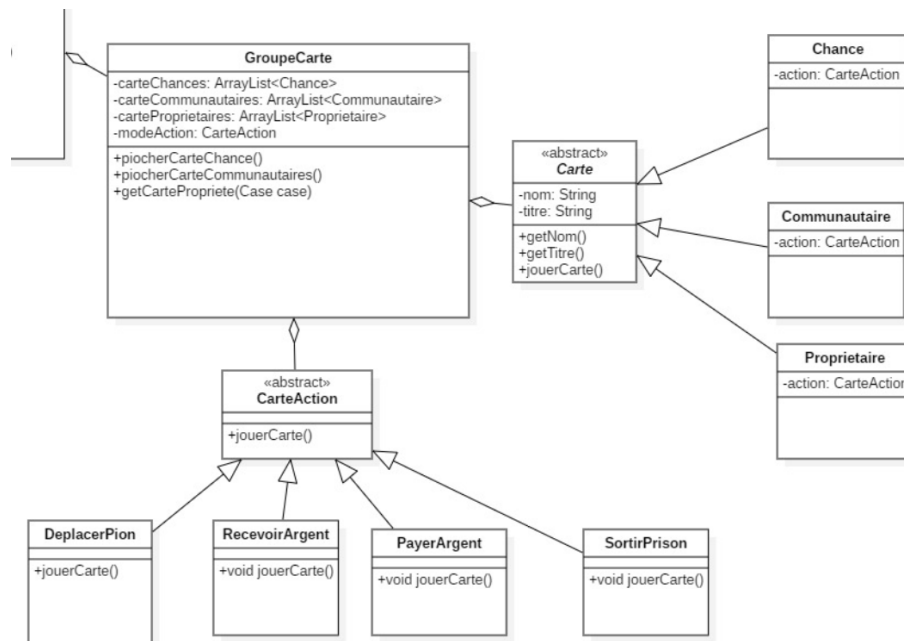 GroupeCarte
-carteChances: ArrayList<Chance>
-carteCommunautaires: ArrayList<Communautaire>
-carteProprietaires: ArrayList<Proprietaire>
-modeAction: CarteAction
+piocherCarteChance()
+piocherCarteCommunautaires()
+getCartePropriete(Case case)
«abstract»
Carte
-nom: String
-titre: String
+getNom()
+getTitre()
+jouerCarte()
Chance
-action: CarteAction
Communautaire
-action: CarteAction
Proprietaire
-action: CarteAction
«abstract»
CarteAction
+jouerCarte()
DeplacerPion
+jouerCarte()
RecevoirArgent
+void jouerCarte()
PayerArgent
+void jouerCarte()
SortirPrison
+void jouerCarte()